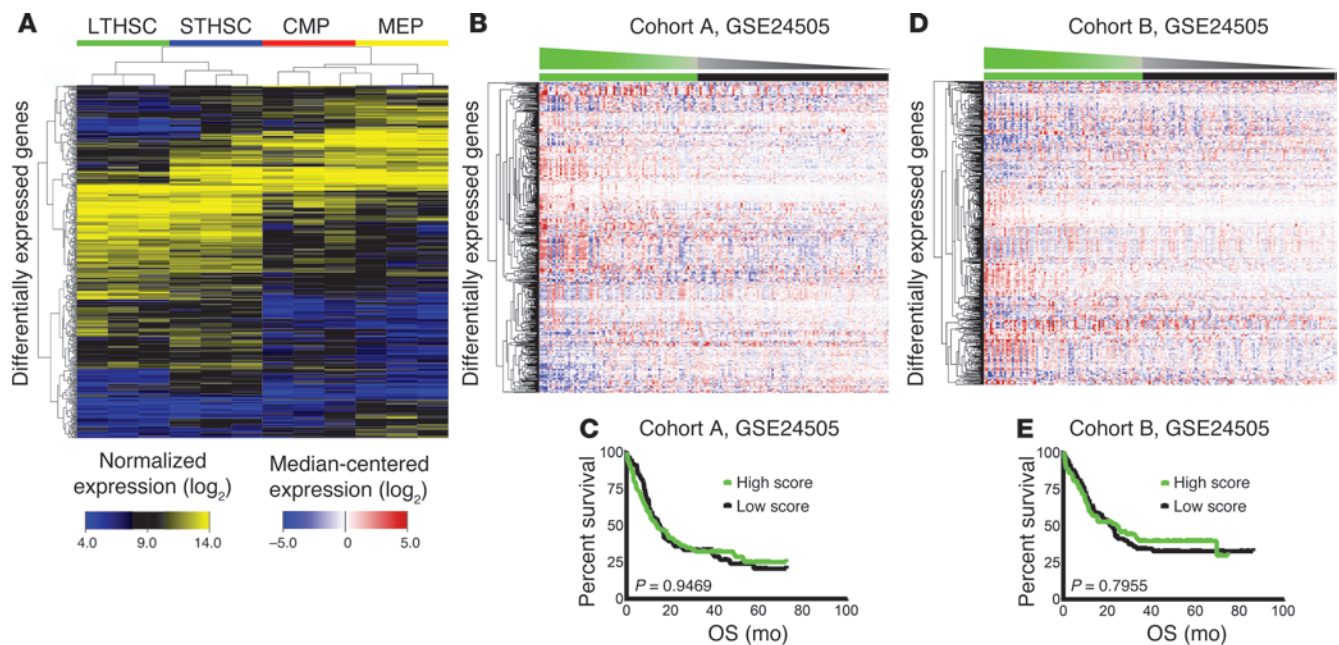 A
LTHSC STHSC CMP MEP
Differentially expressed genes
Normalized
expression (log2)
4.0 9.0 14.0
Median-centered
expression (log2)
–5.0 0 5.0
B
Cohort A, GSE24505
Differentially expressed genes
C
Cohort A, GSE24505
Percent survival
100
75
50
25
0
High score
Low score
P = 0.9469
0 20 40 60 80 100
OS (mo)
D
Cohort B, GSE24505
Differentially expressed genes
E
Cohort B, GSE24505
Percent survival
100
75
50
25
0
High score
Low score
P = 0.7955
0 20 40 60 80 100
OS (mo)